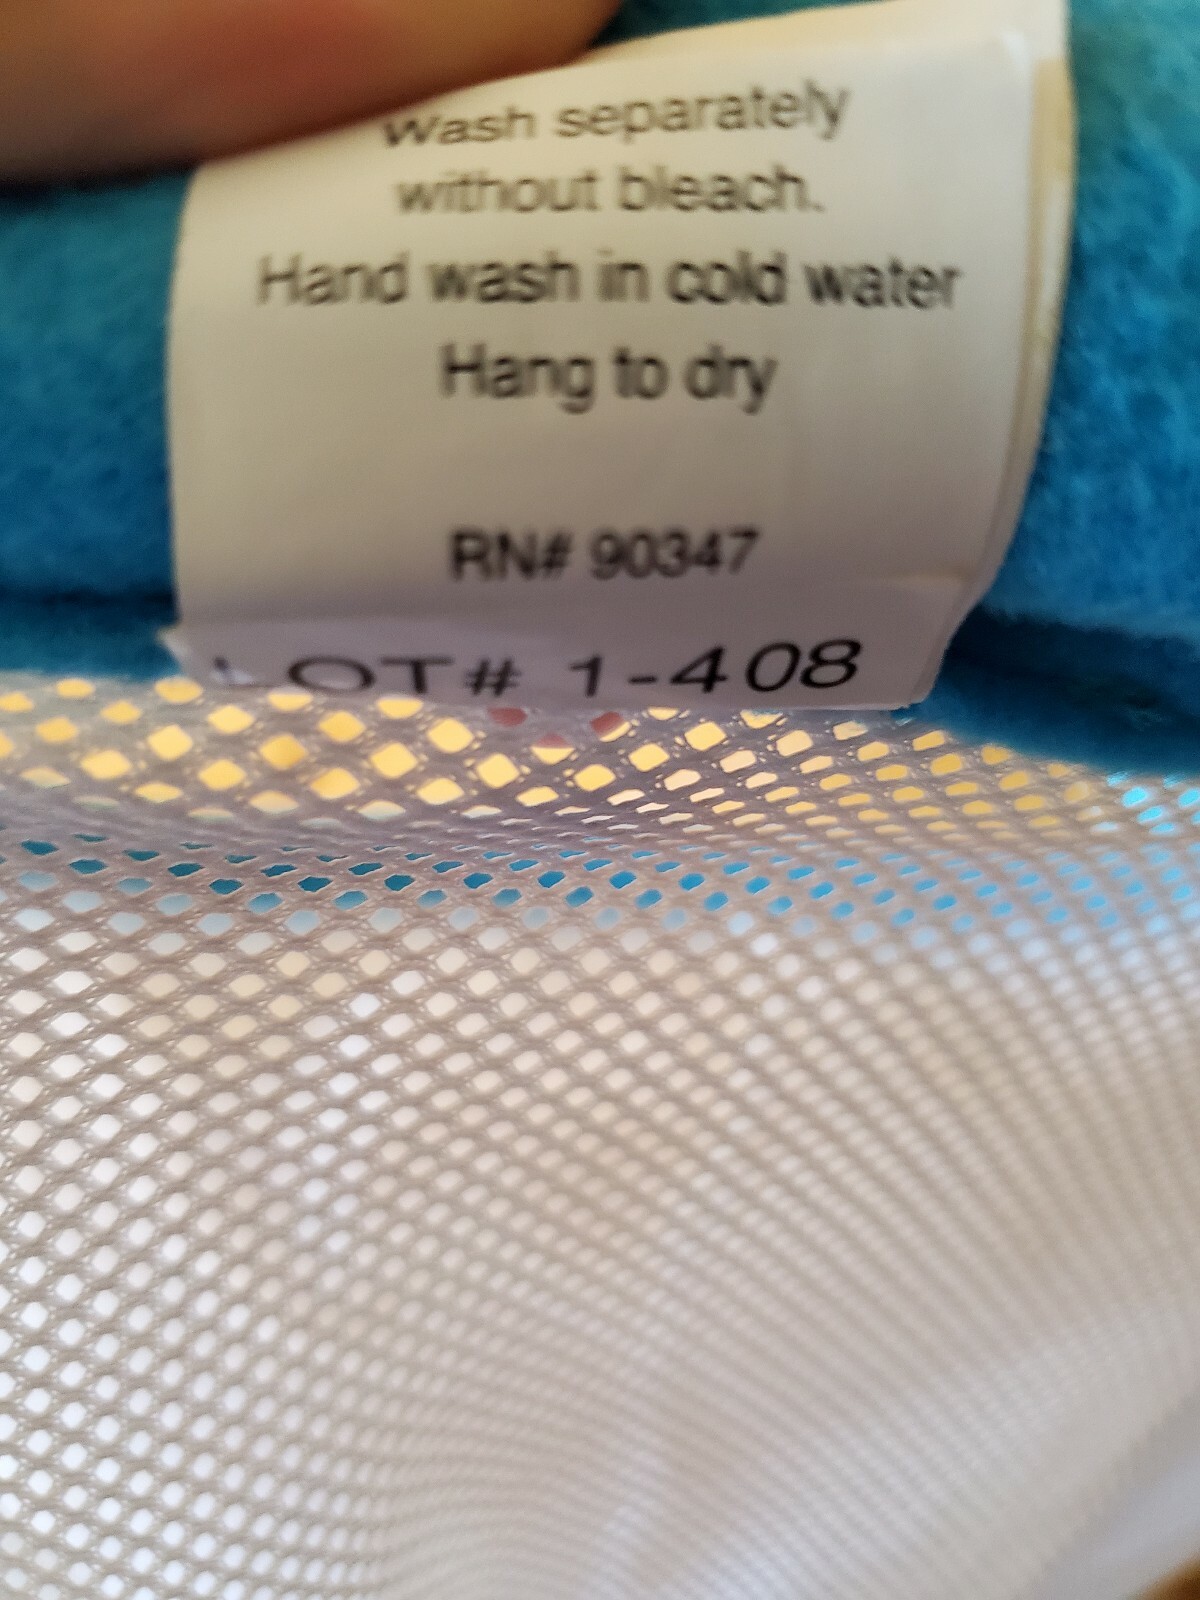 Wash separately
without bleach.
Hand wash in cold water
Hang to dry
RN# 90347
LOT# 1-408